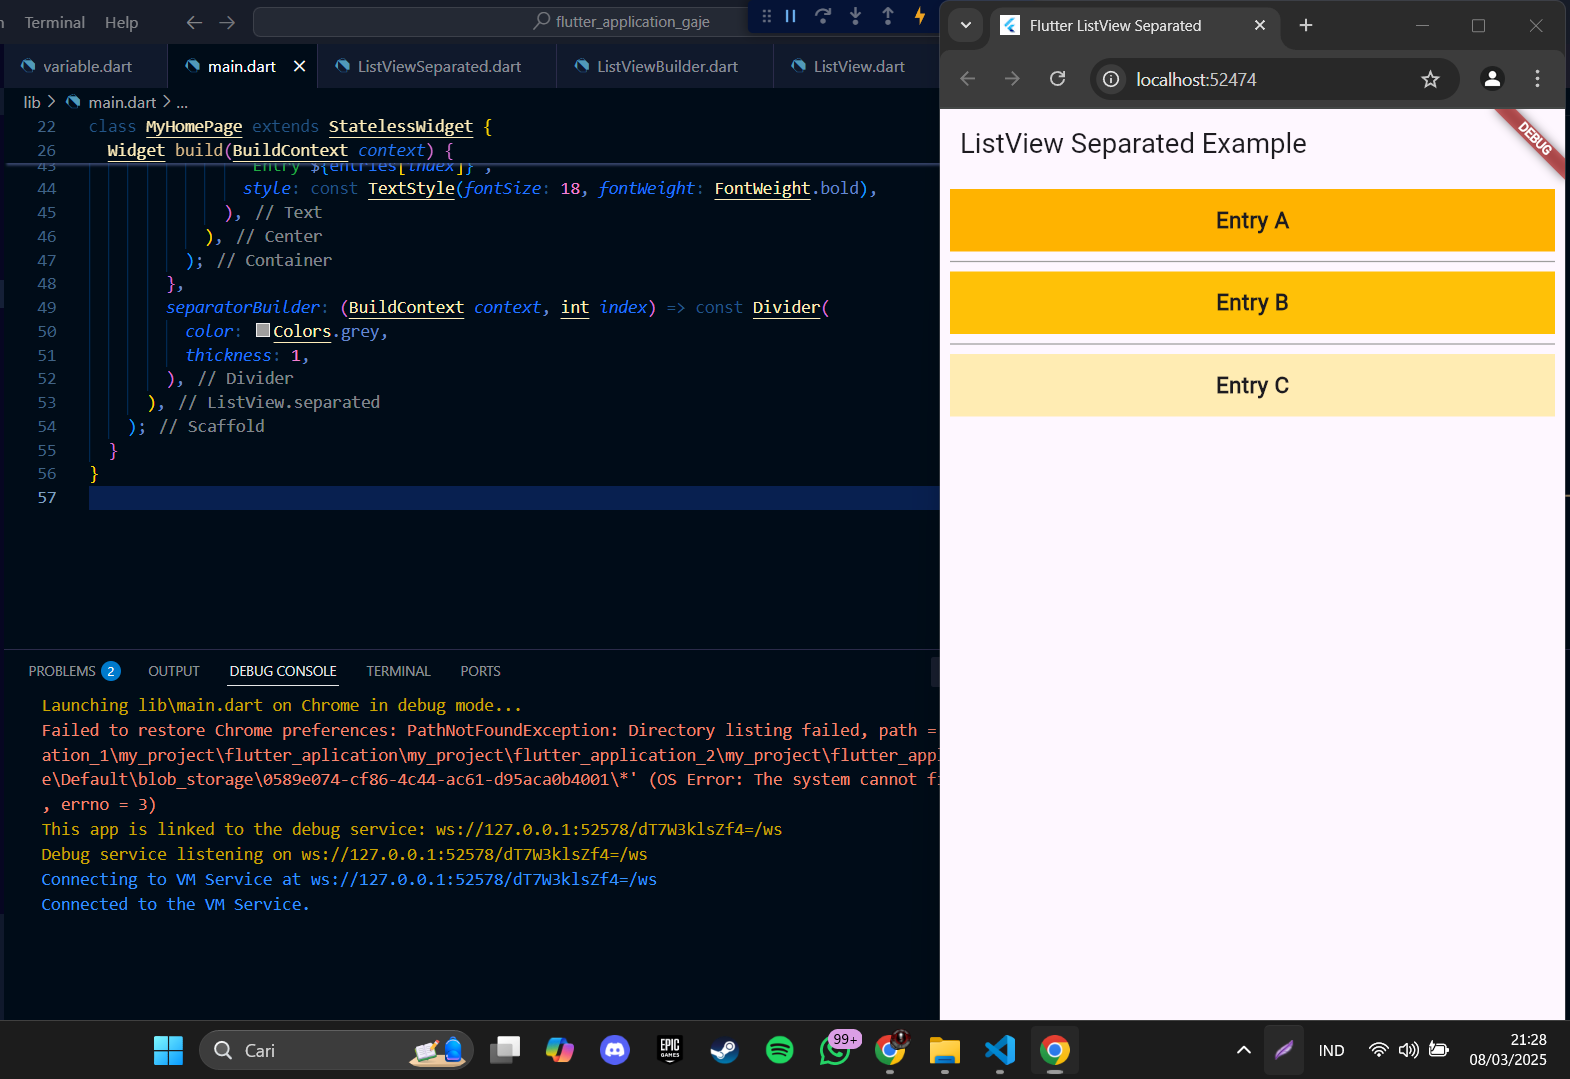 Terminal Help flutter_application_gaje
variable.dart main.dart ListViewSeparated.dart ListViewBuilder.dart ListView.dart
lib > main.dart > ...
22 class MyHomePage extends StatelessWidget {
26 Widget build(BuildContext context) {
Entry ${entries[index]}',
44 style: const TextStyle(fontSize: 18, fontWeight: FontWeight.bold),
45 ), // Text
46 ), // Center
47 ); // Container
48 },
49 separatorBuilder: (BuildContext context, int index) => const Divider(
50 color: Colors.grey,
51 thickness: 1,
52 ), // Divider
53 ), // ListView.separated
54 ); // Scaffold
55 }
56 }
57
PROBLEMS 2 OUTPUT DEBUG CONSOLE TERMINAL PORTS
Launching lib\main.dart on Chrome in debug mode...
Failed to restore Chrome preferences: PathNotFoundException: Directory listing failed, path =
ation_1\my_project\flutter_aplication\my_project\flutter_application_2\my_project\flutter_appl
e\Default\blob_storage\0589e074-cf86-4c44-ac61-d95aca0b4001\*' (OS Error: The system cannot fi
, errno = 3)
This app is linked to the debug service: ws://127.0.0.1:52578/dT7W3klsZf4=/ws
Debug service listening on ws://127.0.0.1:52578/dT7W3klsZf4=/ws
Connecting to VM Service at ws://127.0.0.1:52578/dT7W3klsZf4=/ws
Connected to the VM Service.
Flutter ListView Separated
localhost:52474
ListView Separated Example
DEBUG
Entry A
Entry B
Entry C
Cari
EPIC GAMES
99+
IND
21:28
08/03/2025